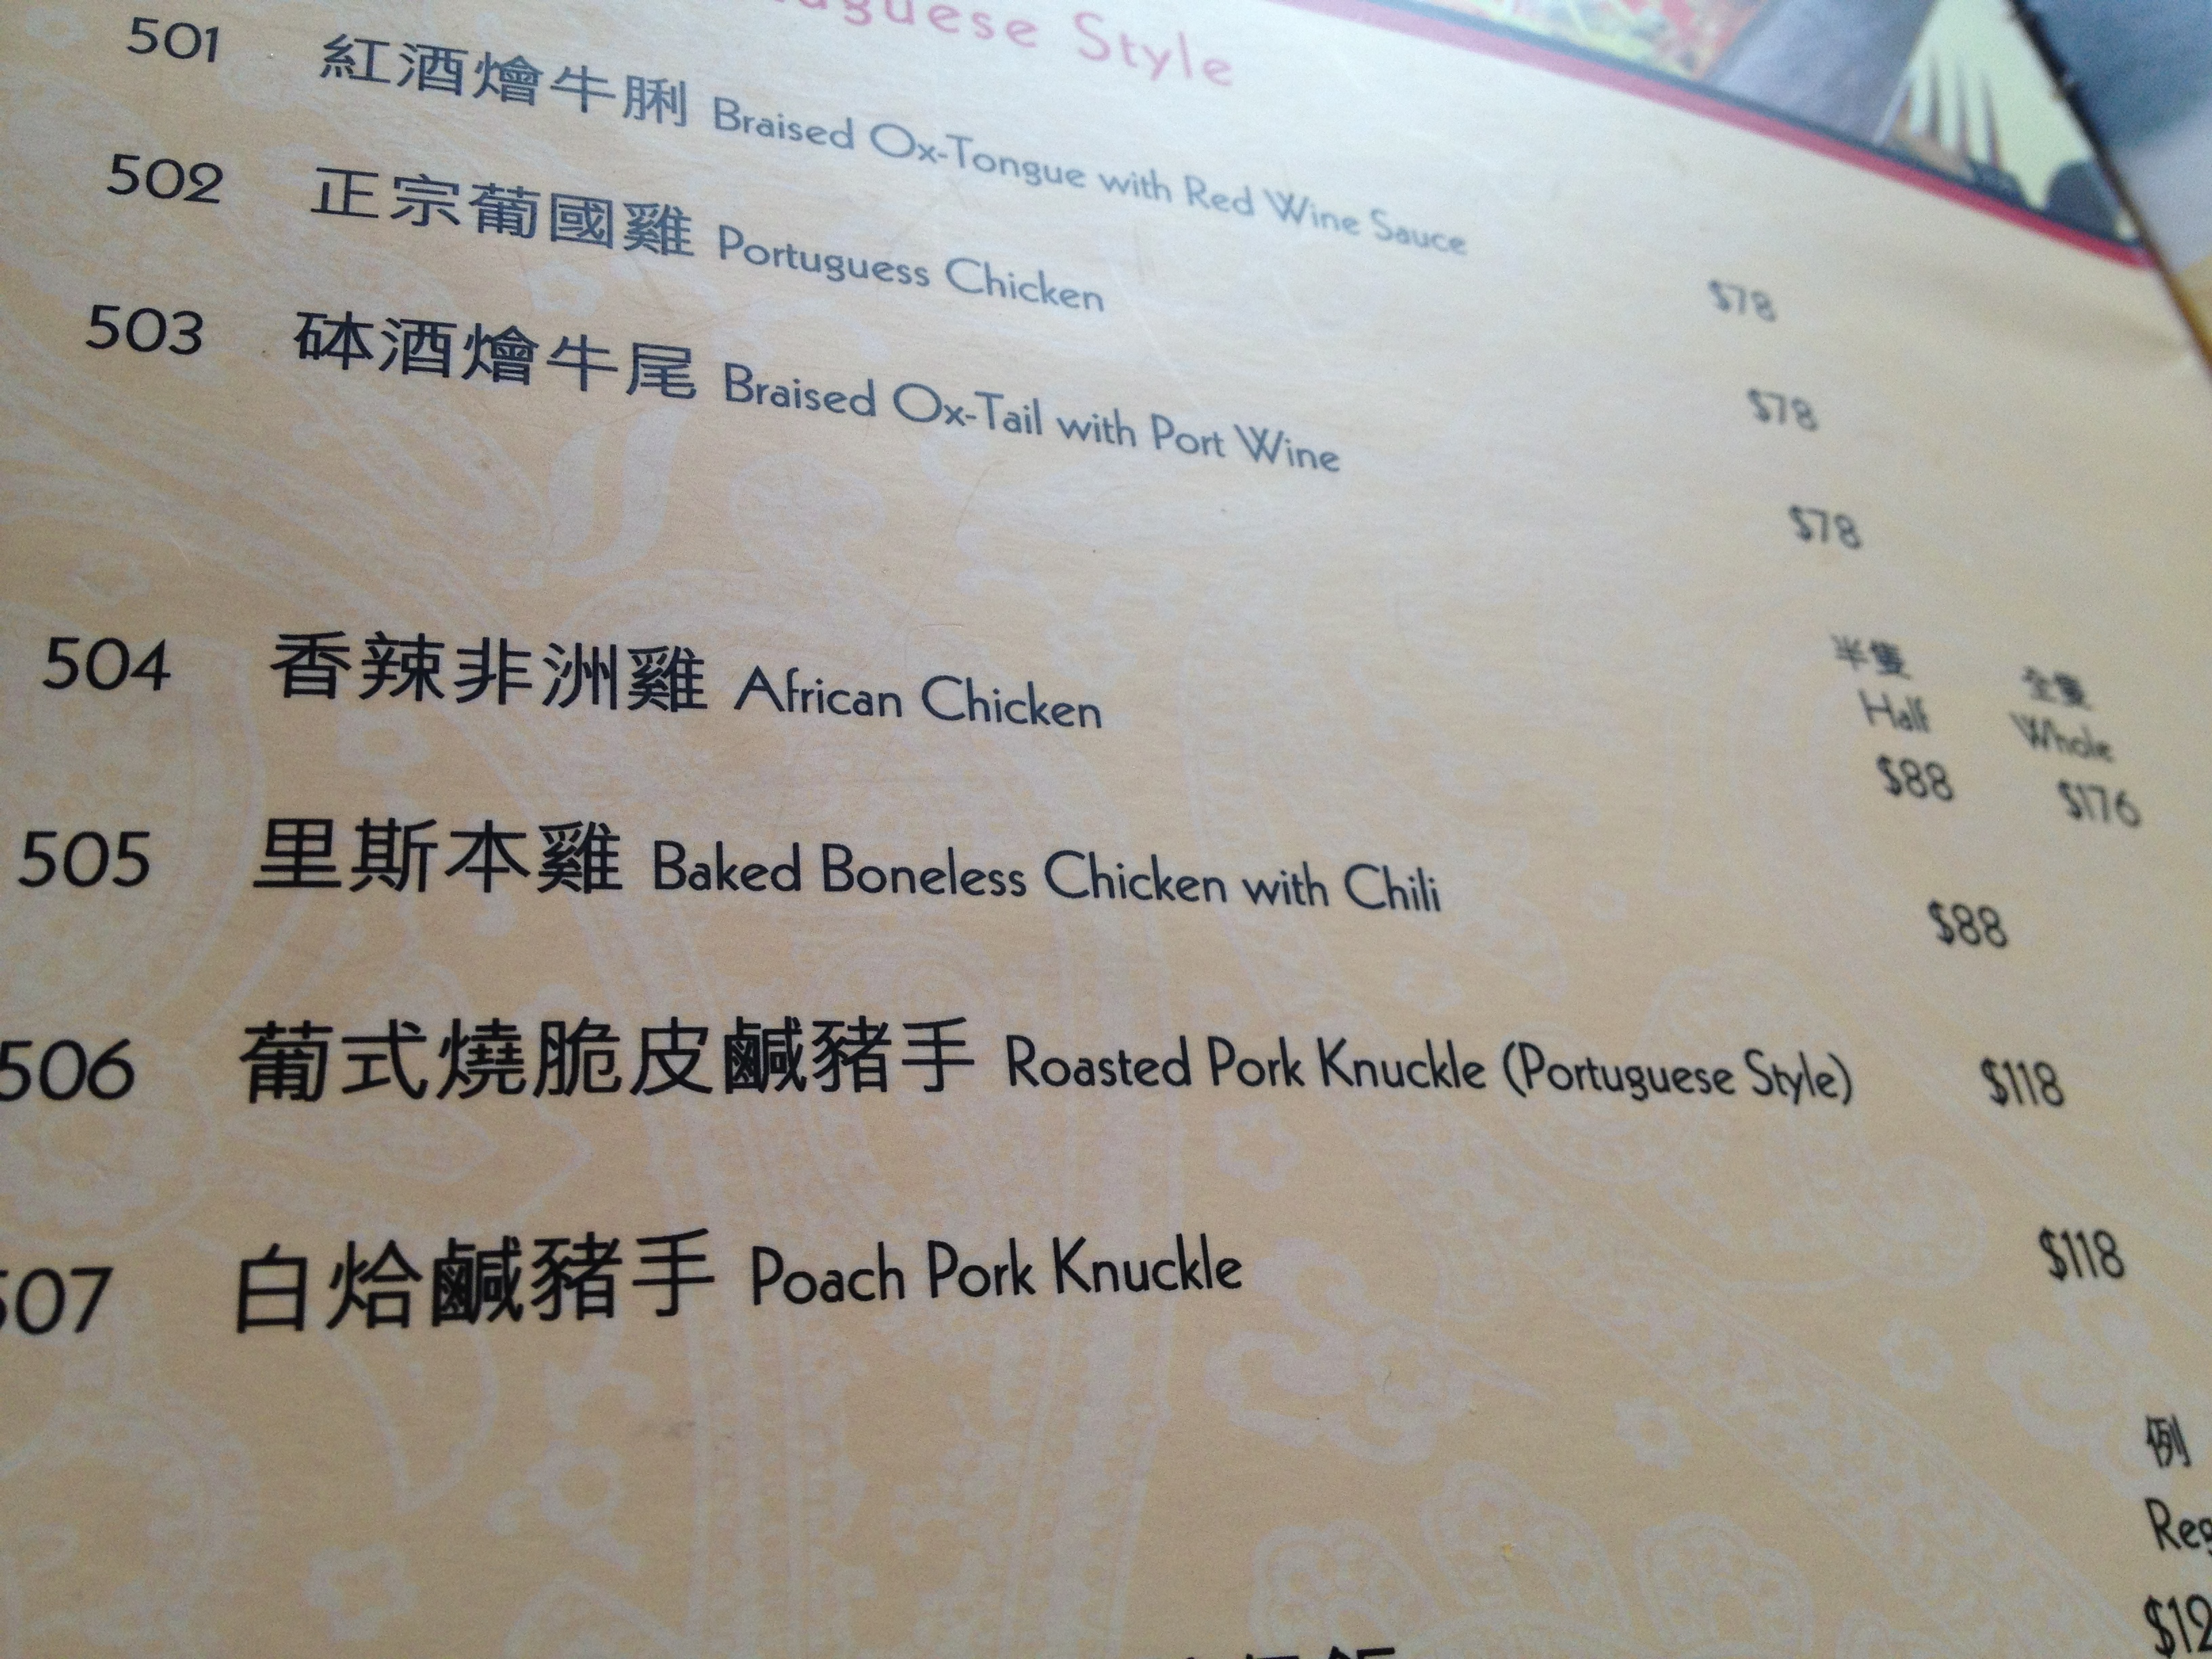 Style
501 紅酒燴牛脷 Braised Ox-Tongue with Red Wine Sauce $78
502 正宗葡國雞 Portuguess Chicken $78
503 砵酒燴牛尾 Braised Ox-Tail with Port Wine $78
半隻 全隻
Half Whole
504 香辣非洲雞 African Chicken $88 $176
505 里斯本雞 Baked Boneless Chicken with Chili $88
506 葡式燒脆皮鹹豬手 Roasted Pork Knuckle (Portuguese Style) $118
507 白烚鹹豬手 Poach Pork Knuckle $118
例